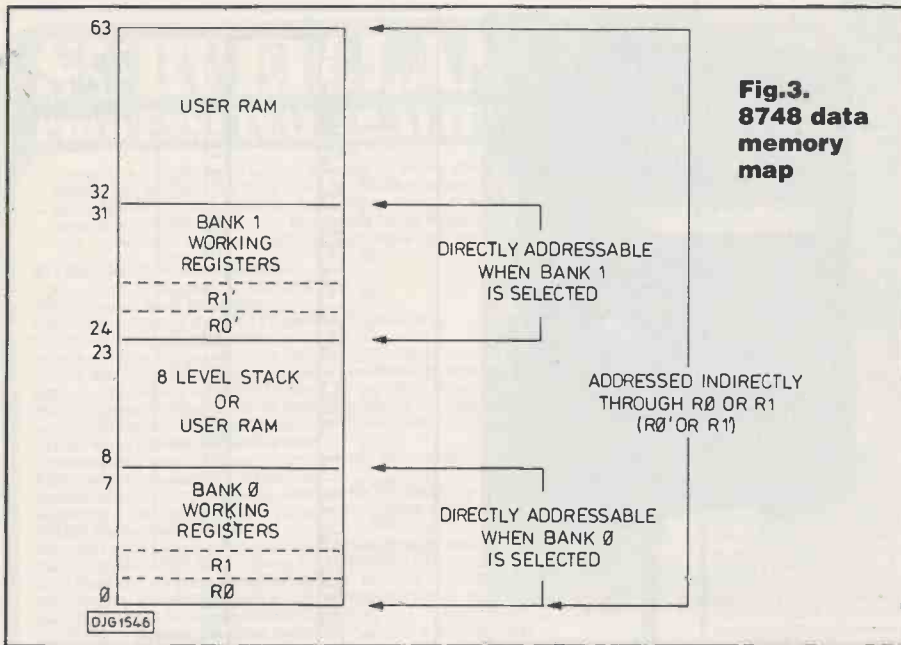 63
USER RAM
32
31
BANK 1
WORKING
REGISTERS
R1'
R0'
24
23
8 LEVEL STACK
OR
USER RAM
8
7
BANK Ø
WORKING
REGISTERS
R1
RØ
Ø
DIRECTLY ADDRESSABLE
WHEN BANK 1
IS SELECTED
DIRECTLY ADDRESSABLE
WHEN BANK Ø
IS SELECTED
ADDRESSED INDIRECTLY
THROUGH RØ OR R1
(RØ' OR R1')
Fig.3.
8748 data
memory
map
DJG1546